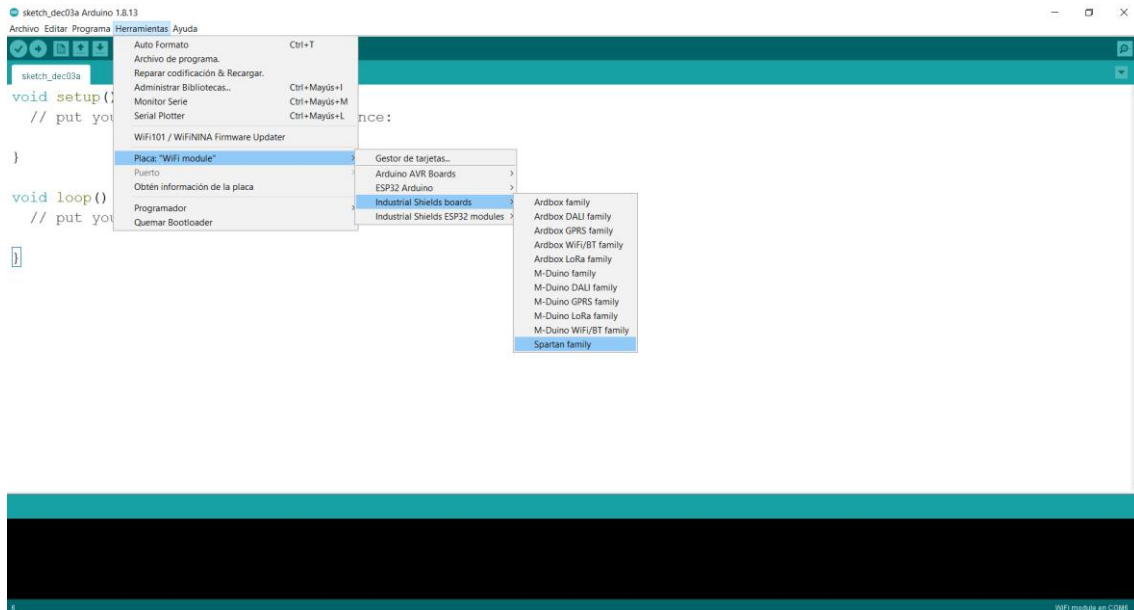 sketch_dec03a Arduino 1.8.13
Archivo Editar Programa Herramientas Ayuda
sketch_dec03a
void setup()
// put you
nce:
}
void loop()
// put you
}
Auto Formato Ctrl+T
Archivo de programa.
Reparar codificación & Recargar.
Administrar Bibliotecas... Ctrl+Mayús+I
Monitor Serie Ctrl+Mayús+M
Serial Plotter Ctrl+Mayús+L
WiFi101 / WiFiNINA Firmware Updater
Placa: "WiFi module"
Puerto
Obtén información de la placa
Programador
Quemar Bootloader
Gestor de tarjetas...
Arduino AVR Boards
ESP32 Arduino
Industrial Shields boards
Industrial Shields ESP32 modules
Ardbox family
Ardbox DALI family
Ardbox GPRS family
Ardbox WiFi/BT family
Ardbox LoRa family
M-Duino family
M-Duino DALI family
M-Duino GPRS family
M-Duino LoRa family
M-Duino WiFi/BT family
Spartan family
WiFi module en COM6